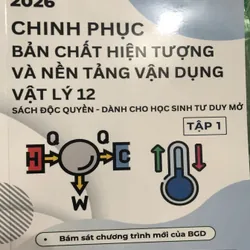 2026
CHINH PHỤC
BẢN CHẤT HIỆN TƯỢNG
VÀ NỀN TẢNG VẬN DỤNG
VẬT LÝ 12
SÁCH ĐỘC QUYỀN - DÀNH CHO HỌC SINH TƯ DUY MỞ
TẬP 1
Q Q
H C
W
• Bám sát chương trình mới của BGD